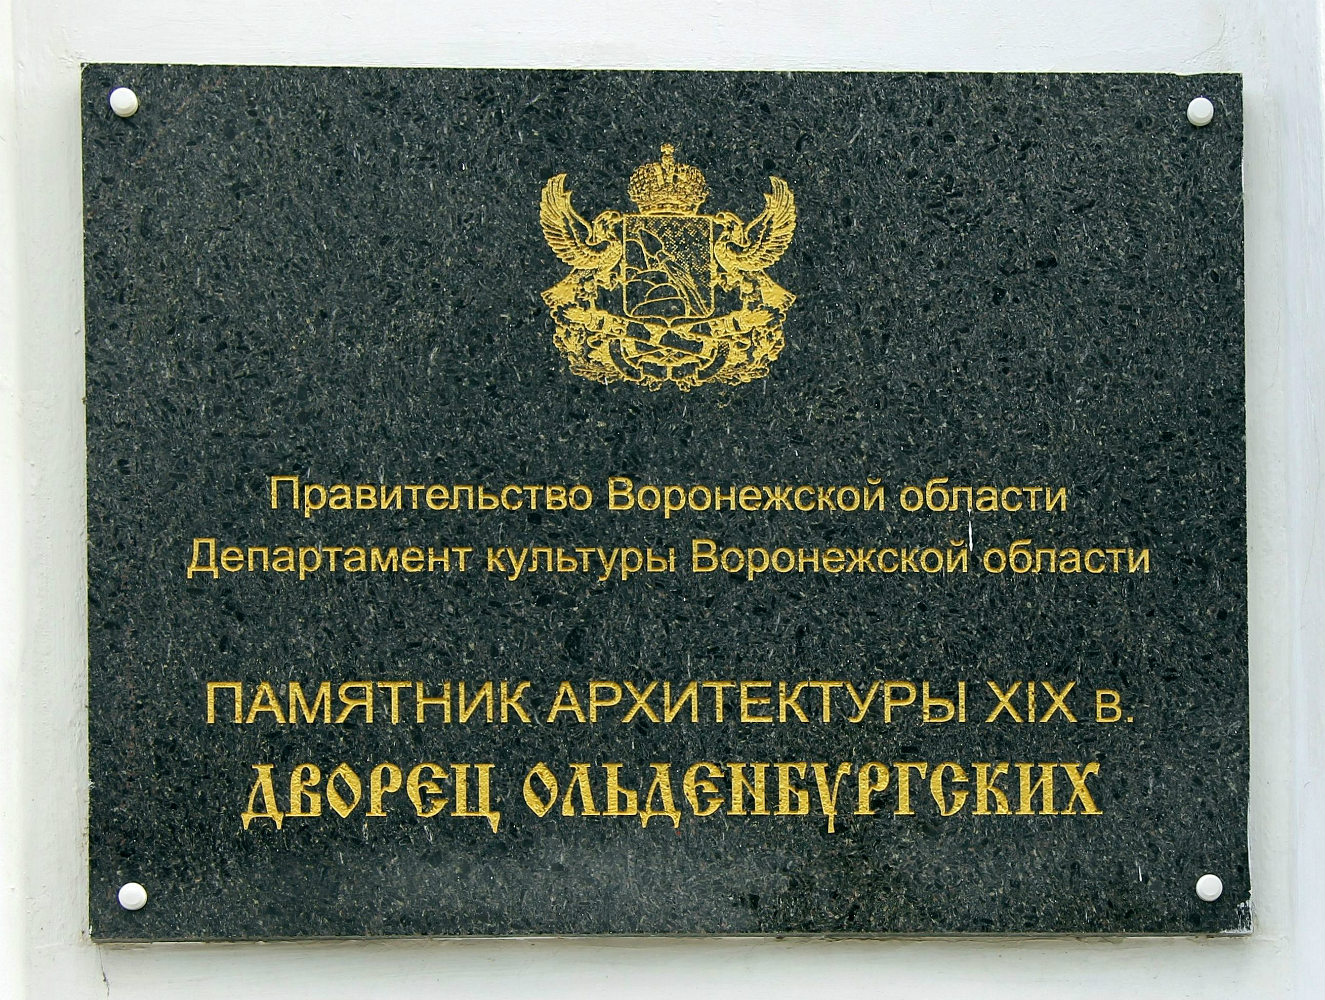 Правительство Воронежской области
Департамент культуры Воронежской области
ПАМЯТНИК АРХИТЕКТУРЫ XIX в.
ДВОРЕЦ ОЛЬДЕНБУРГСКИХ